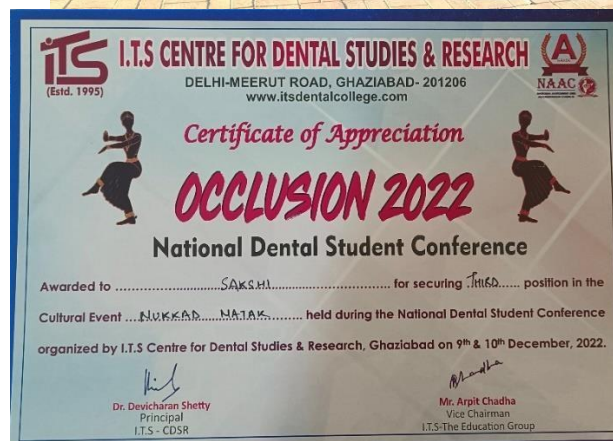 iTS
(Estd. 1995)
I.T.S CENTRE FOR DENTAL STUDIES & RESEARCH
DELHI-MEERUT ROAD, GHAZIABAD- 201206
www.itsdentalcollege.com
A
NAAC
Certificate of Appreciation
OCCLUSION 2022
National Dental Student Conference
Awarded to ........................SAKSHI........................... for securing .THIRD...... position in the
Cultural Event ....NUKKAD....NATAK......... held during the National Dental Student Conference
organized by I.T.S Centre for Dental Studies & Research, Ghaziabad on 9th & 10th December, 2022.
Dr. Devicharan Shetty
Principal
I.T.S - CDSR
Mr. Arpit Chadha
Vice Chairman
I.T.S-The Education Group